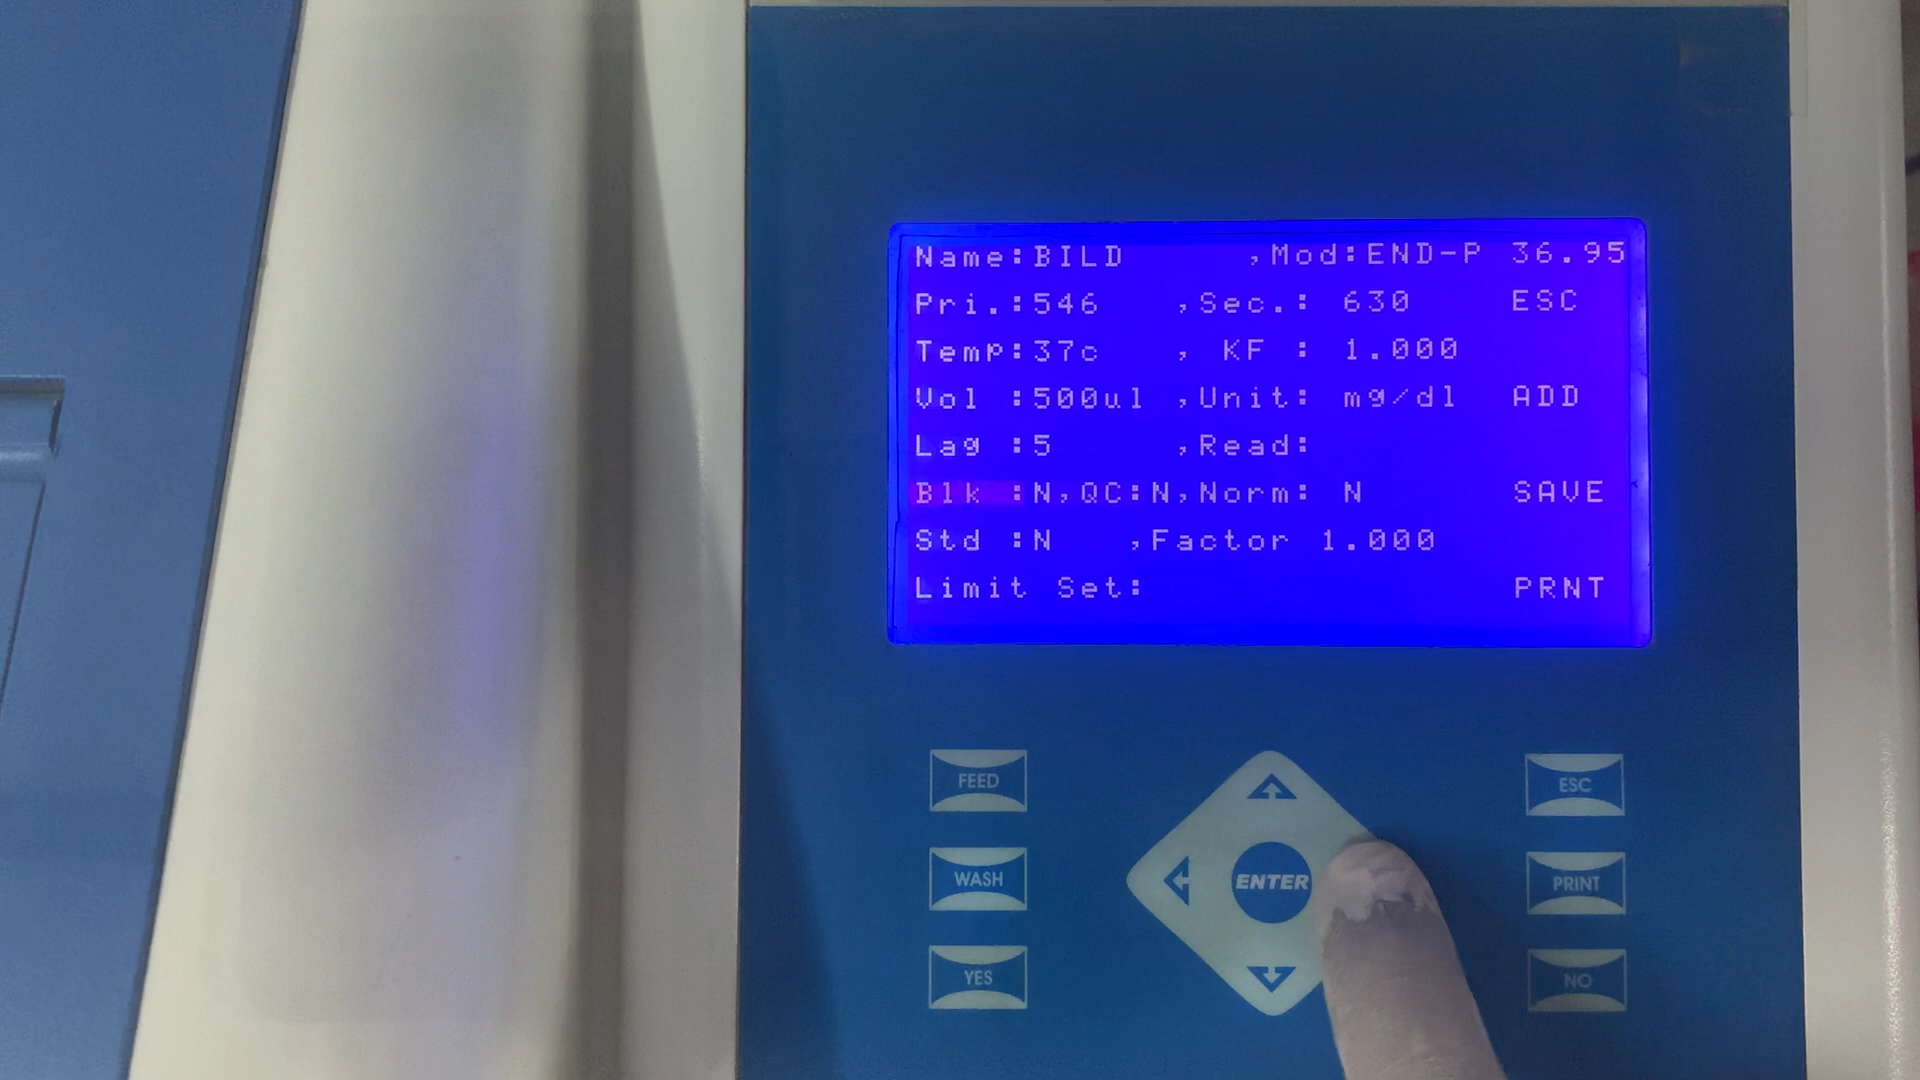 Name:BILD ,Mod:END-P 36.95
Pri.:546 ,Sec.: 630 ESC
Temp:37c , KF : 1.000
Vol :500ul ,Unit: mg/dl ADD
Lag :5 ,Read:
Blk :N,QC:N,Norm: N SAVE
Std :N ,Factor 1.000
Limit Set: PRNT
FEED ESC
WASH ENTER PRINT
YES NO